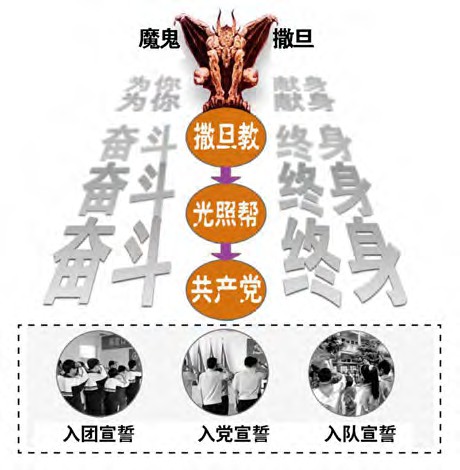 魔鬼 撒旦
为你 献身
为你 献身
奋斗 撒旦教 终身
奋斗 终身
光照帮
奋斗 终身
共产党
入团宣誓 入党宣誓 入队宣誓